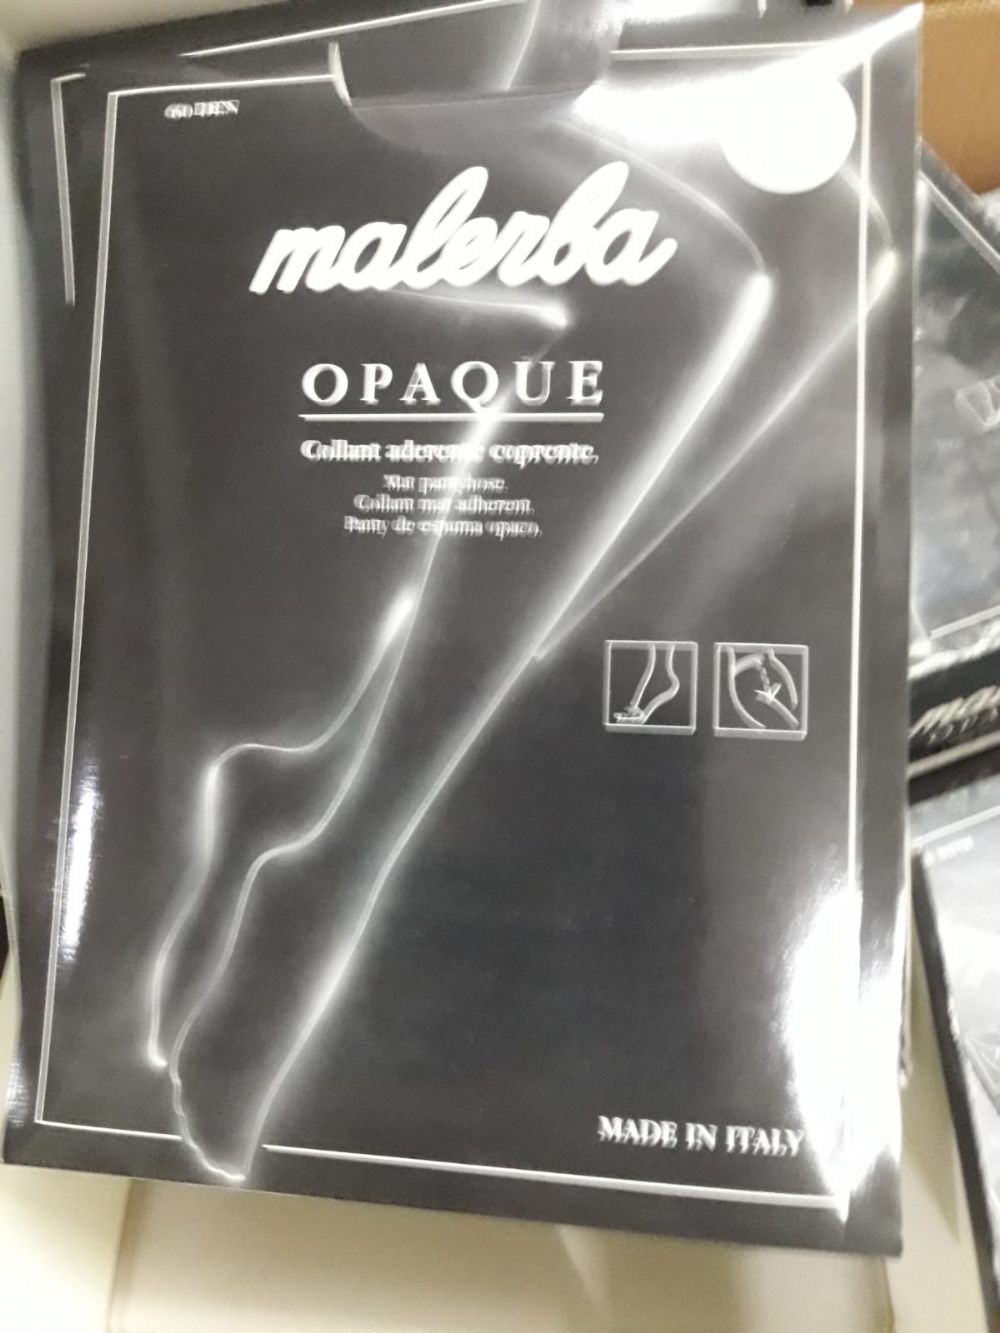 60 DEN
malerba
OPAQUE
Collant aderente coprente.
Mat pantyhose.
Collant mat adherent.
Panty de espuma opaco.
MADE IN ITALY